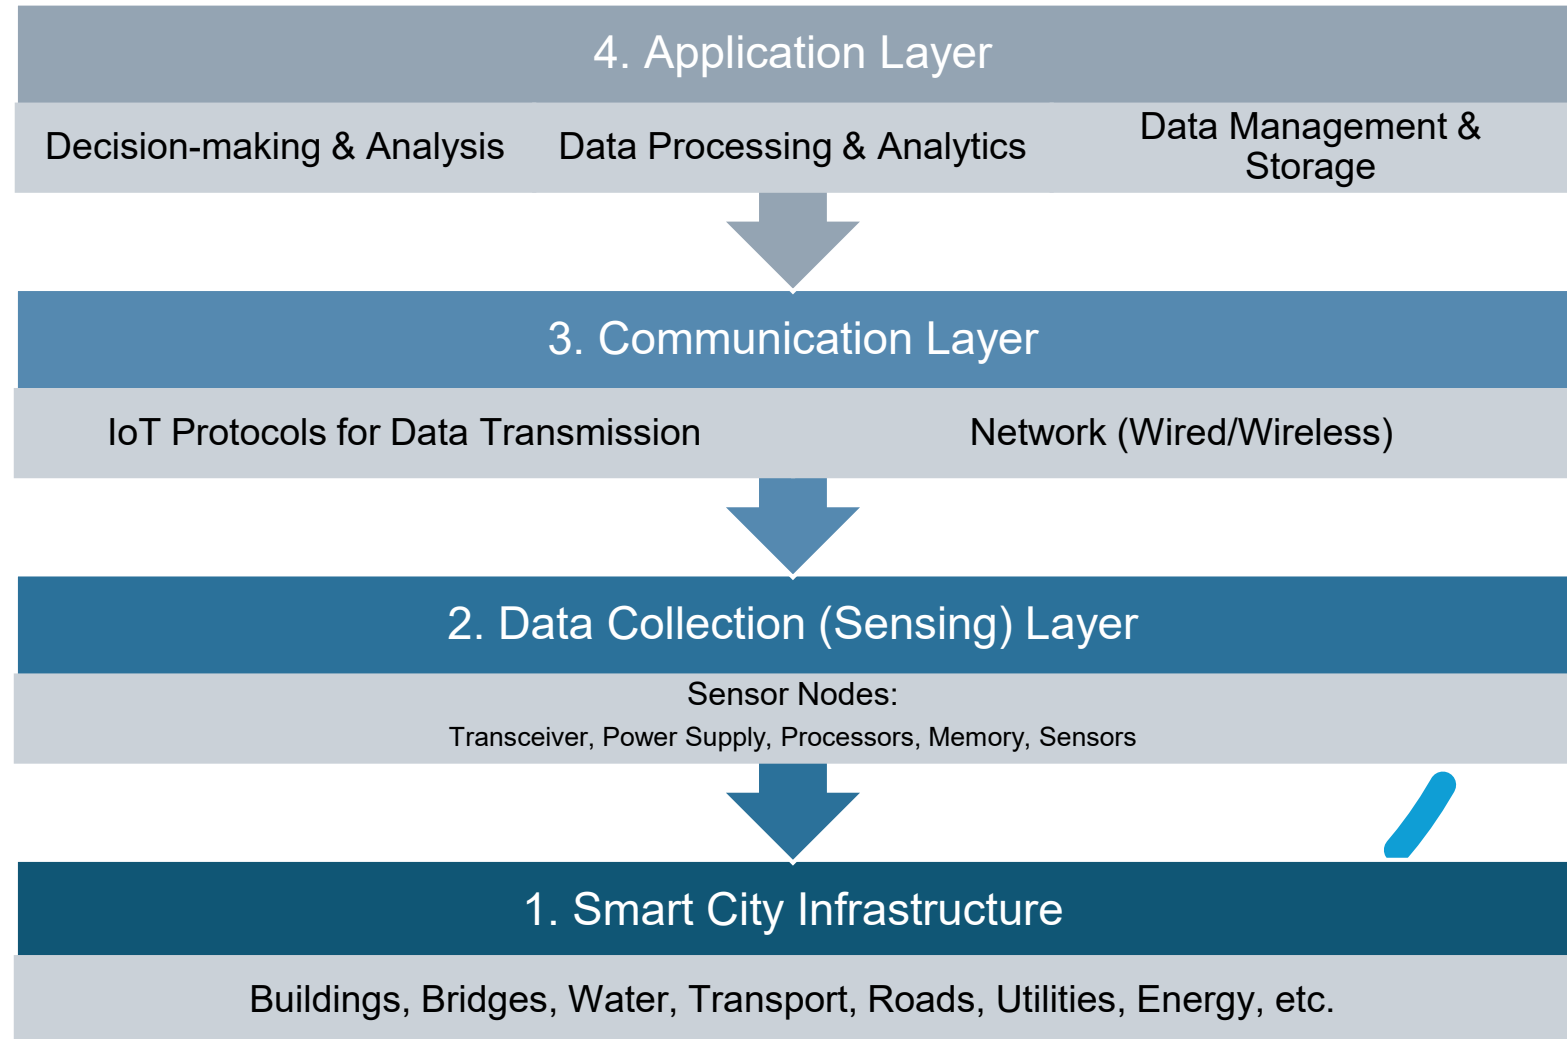 4. Application Layer
Decision-making & Analysis
Data Processing & Analytics
Data Management &
Storage
3. Communication Layer
IoT Protocols for Data Transmission
Network (Wired/Wireless)
2. Data Collection (Sensing) Layer
Sensor Nodes:
Transceiver, Power Supply, Processors, Memory, Sensors
1. Smart City Infrastructure
Buildings, Bridges, Water, Transport, Roads, Utilities, Energy, etc.